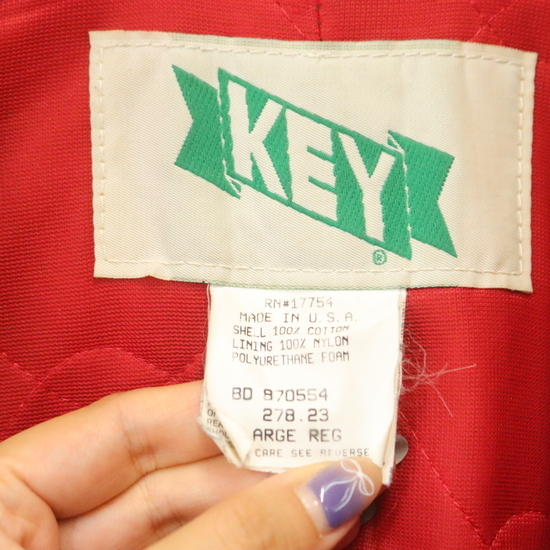 KEY
®
RN#17754
MADE IN U.S.A.
SHELL 100% COTTON
LINING 100% NYLON
POLYURETHANE FOAM
BD 870554
278.23
ARGE REG
CARE SEE REVERSE